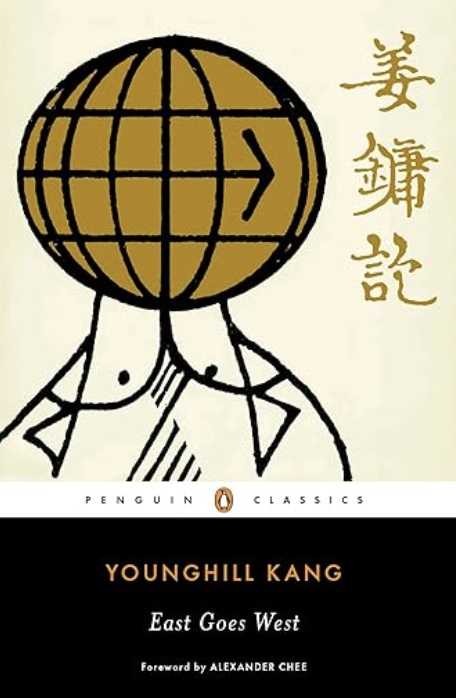 姜鏞訖
PENGUIN CLASSICS
YOUNGHILL KANG
East Goes West
Foreword by ALEXANDER CHEE